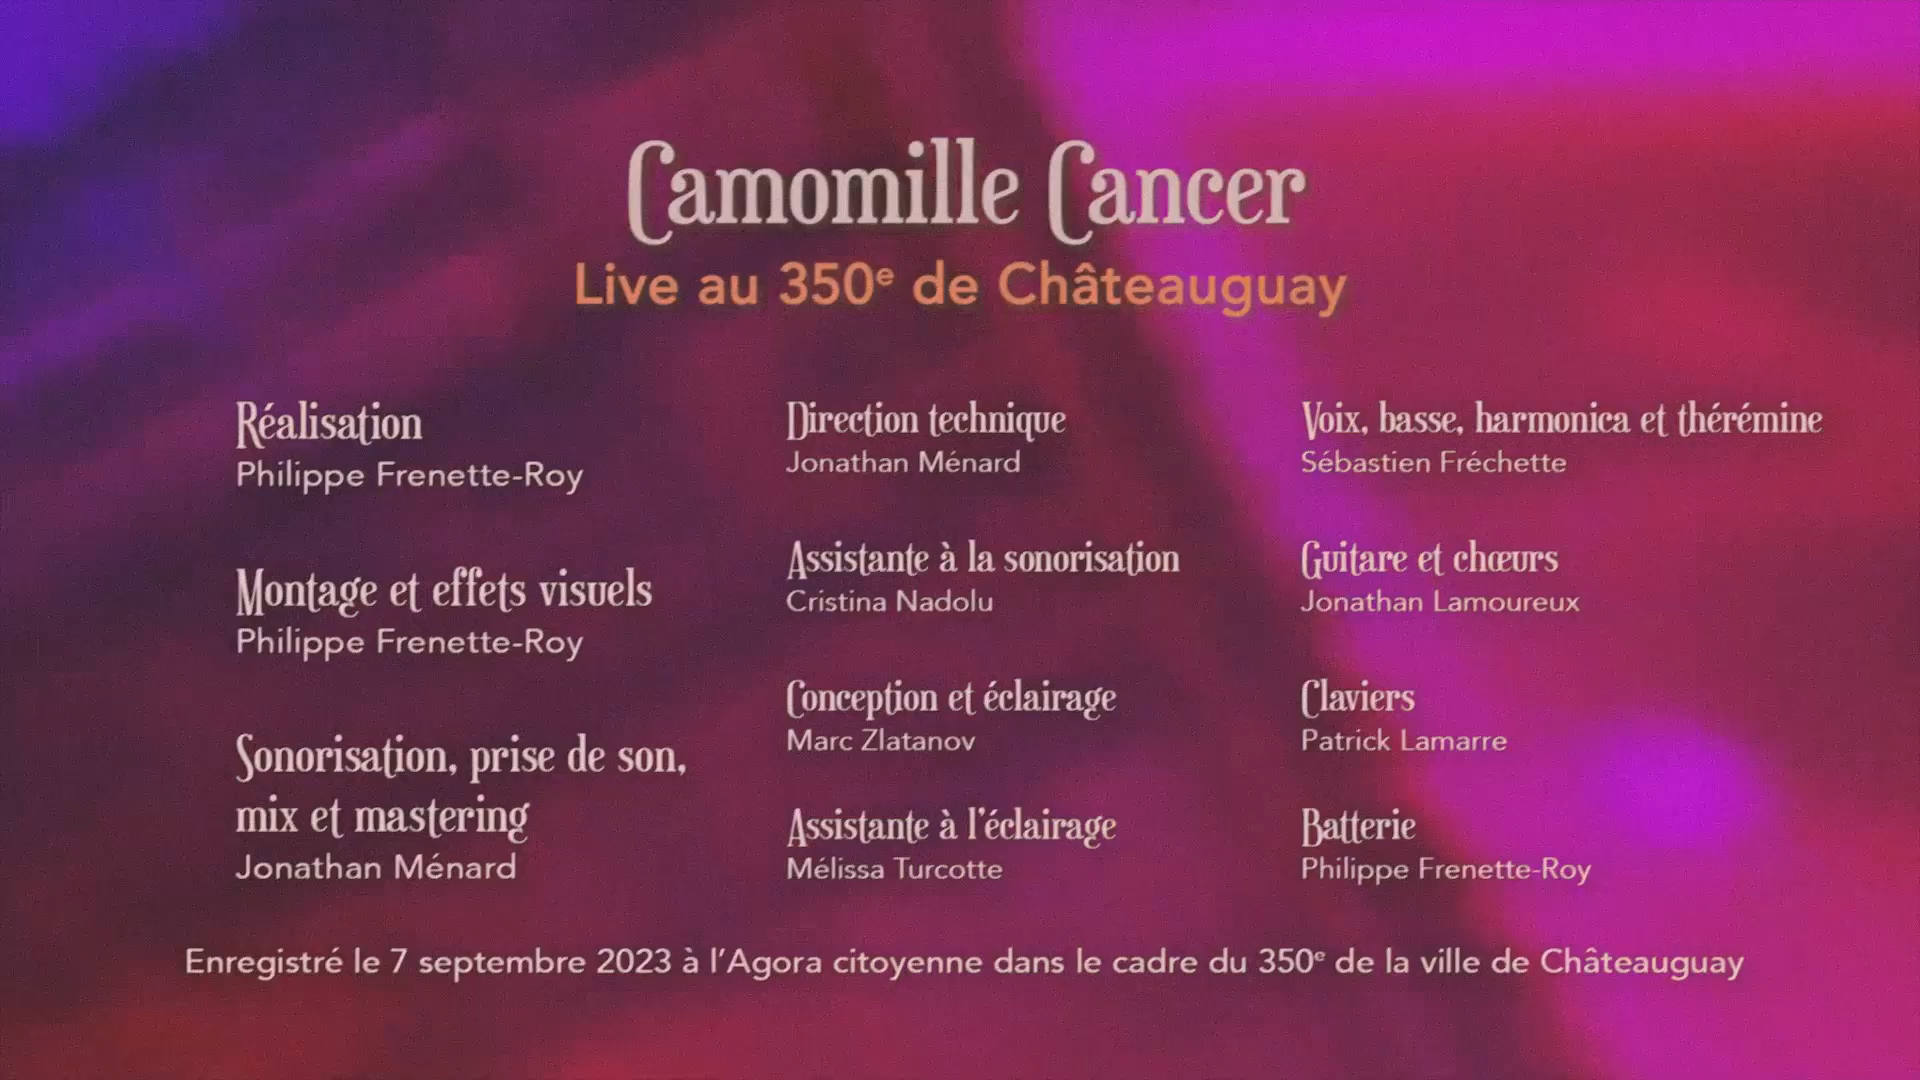 Camomille Cancer
Live au 350e de Châteauguay
Réalisation
Philippe Frenette-Roy
Montage et effets visuels
Philippe Frenette-Roy
Sonorisation, prise de son,
mix et mastering
Jonathan Ménard
Direction technique
Jonathan Ménard
Assistante à la sonorisation
Cristina Nadolu
Conception et éclairage
Marc Zlatanov
Assistante à l'éclairage
Mélissa Turcotte
Voix, basse, harmonica et thérémine
Sébastien Fréchette
Guitare et chœurs
Jonathan Lamoureux
Claviers
Patrick Lamarre
Batterie
Philippe Frenette-Roy
Enregistré le 7 septembre 2023 à l'Agora citoyenne dans le cadre du 350e de la ville de Châteauguay